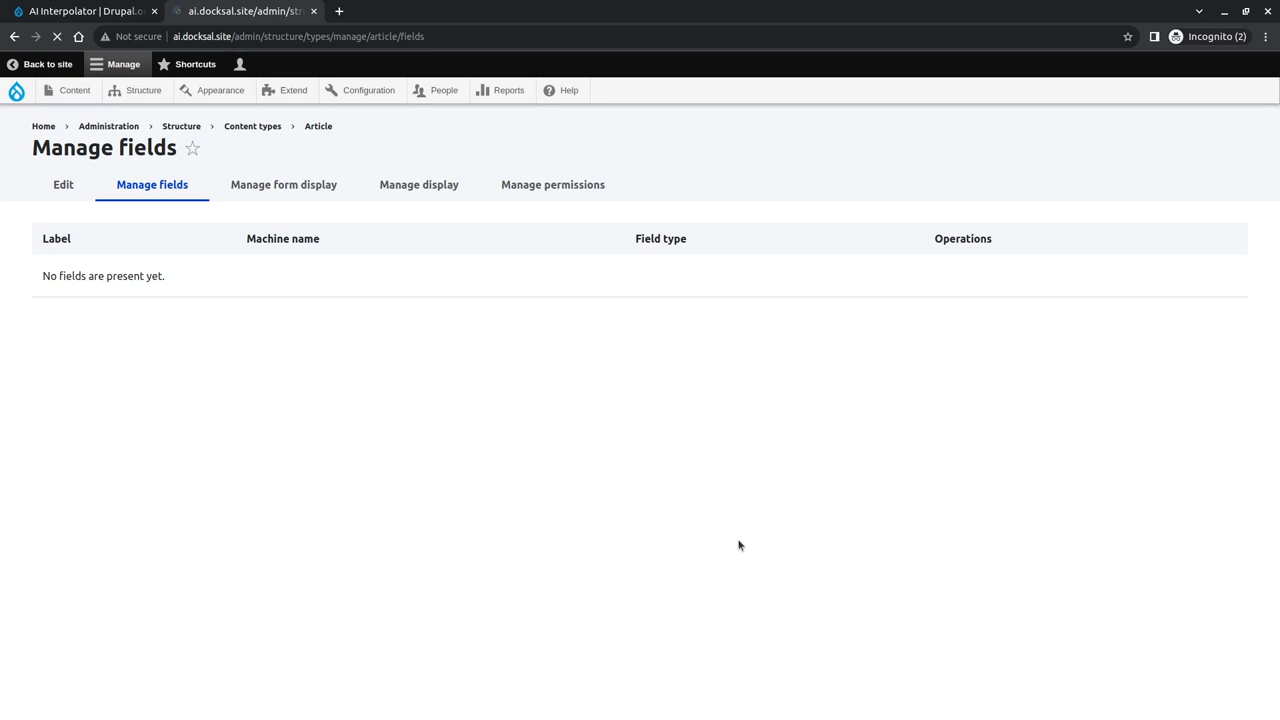 AI Interpolator | Drupal.o
ai.docksal.site/admin/str
Not secure
ai.docksal.site/admin/structure/types/manage/article/fields
Incognito (2)
Back to site
Manage
Shortcuts
Content
Structure
Appearance
Extend
Configuration
People
Reports
Help
Home › Administration › Structure › Content types › Article
Manage fields
Edit
Manage fields
Manage form display
Manage display
Manage permissions
Label
Machine name
Field type
Operations
No fields are present yet.